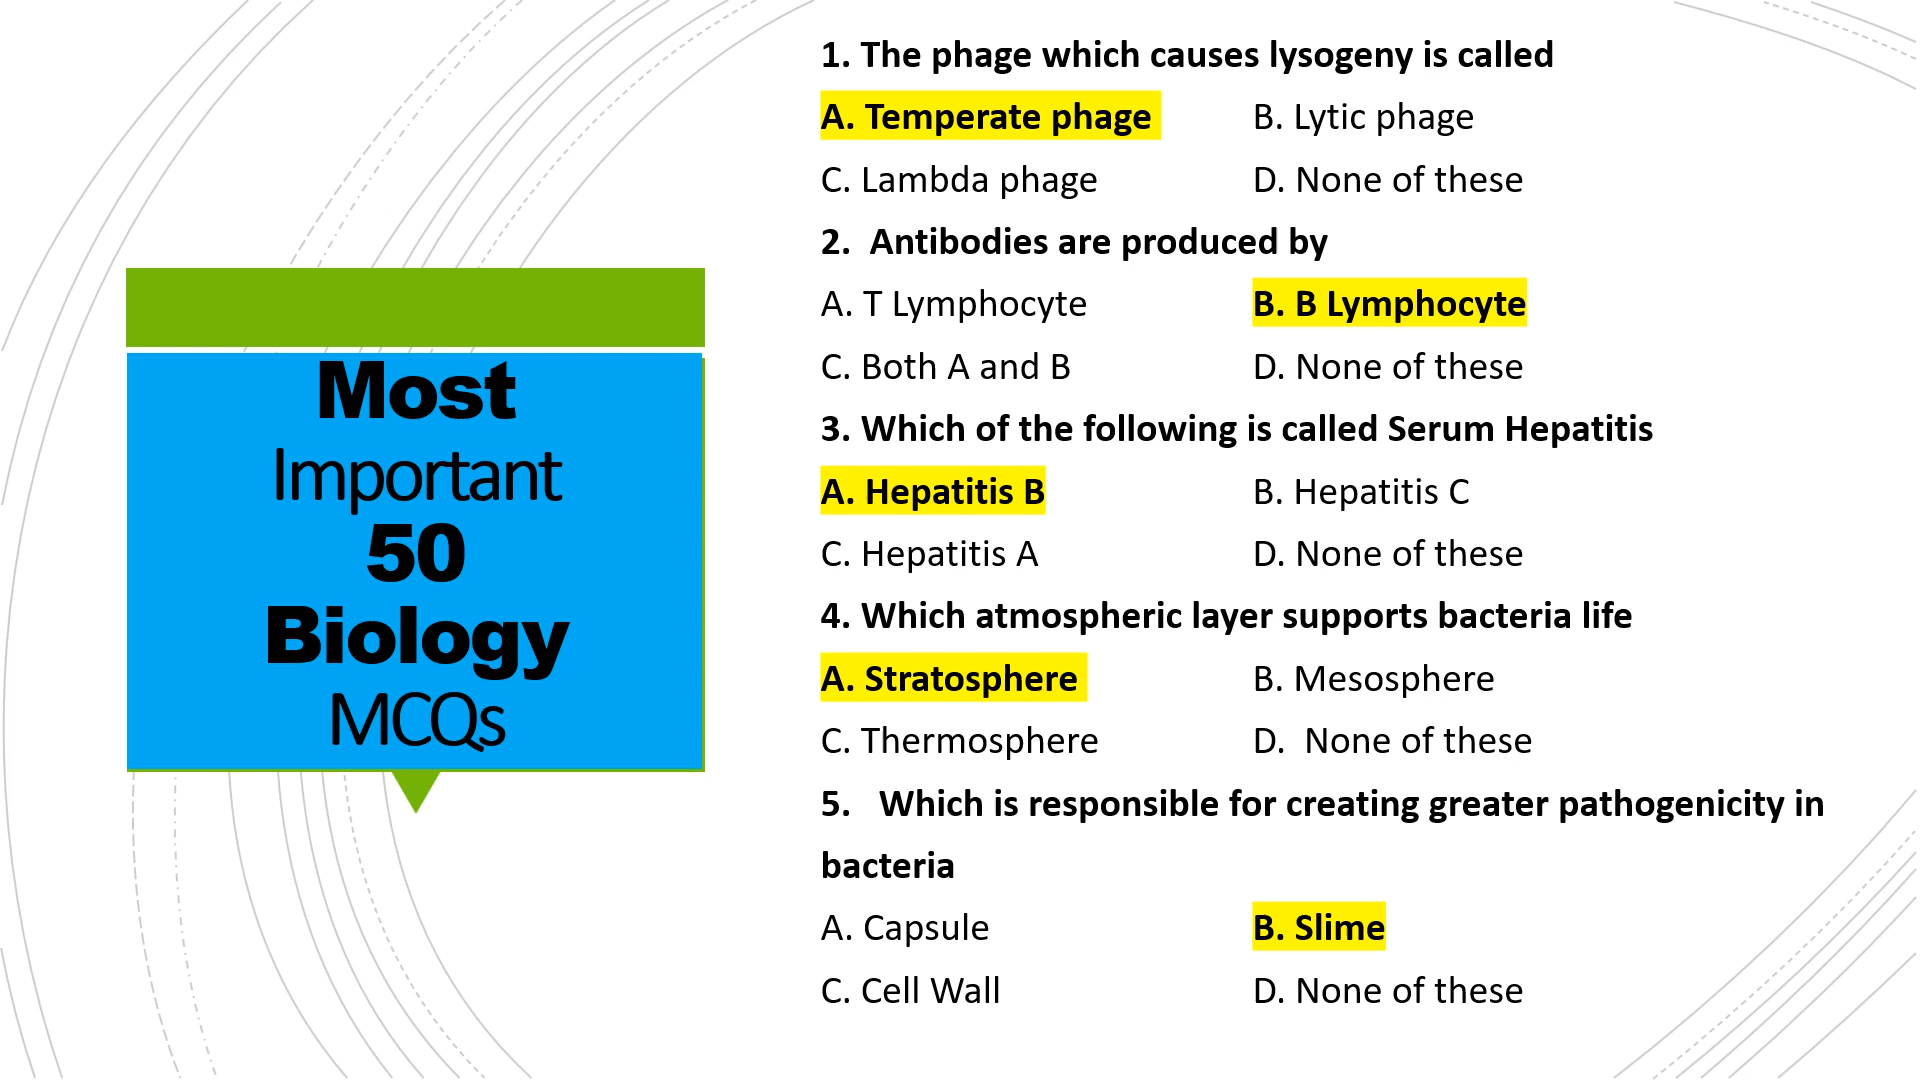 Most
Important
50
Biology
MCQs
1. The phage which causes lysogeny is called
A. Temperate phage B. Lytic phage
C. Lambda phage D. None of these
2. Antibodies are produced by
A. T Lymphocyte B. B Lymphocyte
C. Both A and B D. None of these
3. Which of the following is called Serum Hepatitis
A. Hepatitis B B. Hepatitis C
C. Hepatitis A D. None of these
4. Which atmospheric layer supports bacteria life
A. Stratosphere B. Mesosphere
C. Thermosphere D. None of these
5. Which is responsible for creating greater pathogenicity in
bacteria
A. Capsule B. Slime
C. Cell Wall D. None of these